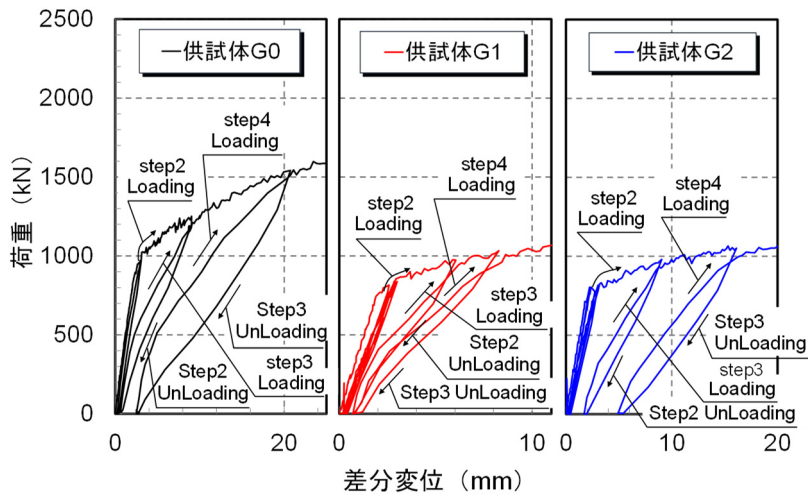 2500
2000
1500
1000
500
0
荷重 (kN)
供試体G0
step4
Loading
step2
Loading
Step3
UnLoading
Step2
UnLoading
step3
Loading
0
20
供試体G1
step2
Loading
step4
Loading
step3
Loading
Step2
UnLoading
Step3 UnLoading
0
10
供試体G2
step2
Loading
step4
Loading
Step3
UnLoading
step3
Loading
Step2 UnLoading
0
10
20
差分変位 (mm)